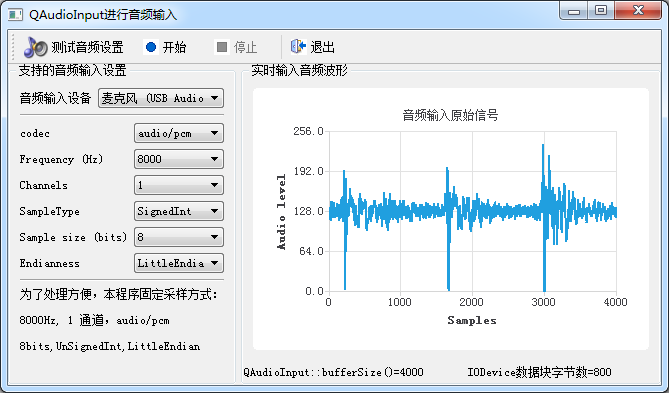 QAudioInput进行音频输入
测试音频设置 开始 停止 退出
支持的音频输入设置
音频输入设备 麦克风 (USB Audio
codec audio/pcm
Frequency (Hz) 8000
Channels 1
SampleType SignedInt
Sample size (bits) 8
Endianness LittleEndia
为了处理方便，本程序固定采样方式：
8000Hz, 1 通道，audio/pcm
8bits,UnSignedInt,LittleEndian
实时输入音频波形
音频输入原始信号
Audio level
256.0
192.0
128.0
64.0
0.0
0 1000 2000 3000 4000
Samples
QAudioInput::bufferSize()=4000 IODevice数据块字节数=800